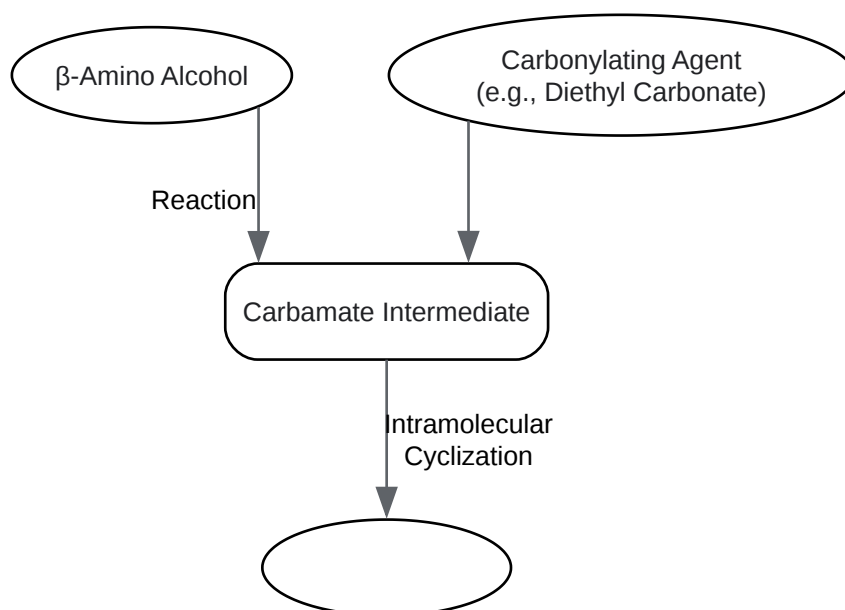 β-Amino Alcohol
Carbonylating Agent
(e.g., Diethyl Carbonate)
Reaction
Carbamate Intermediate
Intramolecular
Cyclization